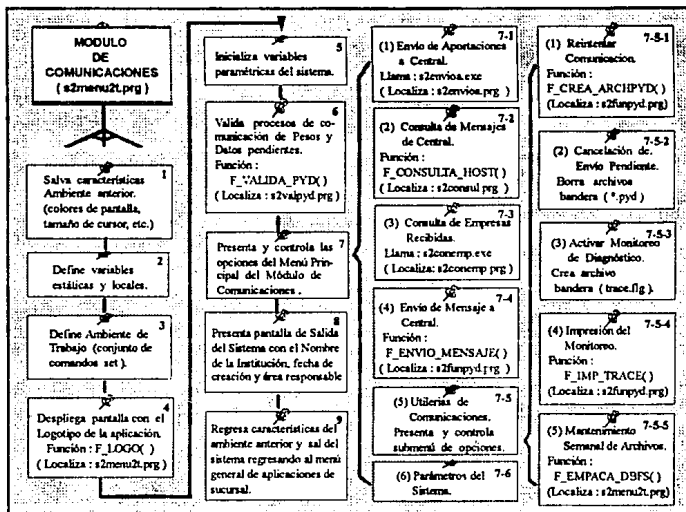 MODULO
DE
COMUNICACIONES
( s2menu2t.prg )
1
Salva características
Ambiente anterior.
(colores de pantalla,
tamaño de cursor, etc.)
2
Define variables
estáticas y locales.
3
Define Ambiente de
Trabajo (conjunto de
comandos set ).
4
Despliega pantalla con el
Logotipo de la aplicación.
Función : F_LOGO( )
( Localiza : s2menu2t.prg)
5
Inicializa variables
paramétricas del sistema.
6
Valida procesos de co-
municación de Pesos y
Datos pendientes.
Función :
F_VALIDA_PYD( )
( Localiza : s2valpyd.prg )
7
Presenta y controla las
opciones del Menú Prin-
cipal del Módulo de
Comunicaciones .
8
Presenta pantalla de Salida
del Sistema con el Nombre
de la Institución, fecha de
creación y área responsable
9
Regresa características del
ambiente anterior y sal del
sistema regresando al menú
general de aplicaciones de
sucursal.
7-1
(1) Envío de Aportaciones
a Central.
Llama : s2envioa.exe
( Localiza : s2envioa.prg )
7-2
(2) Consulta de Mensajes
de Central.
Función :
F_CONSULTA_HOST( )
( Localiza : s2consul.prg )
7-3
(3) Consulta de Empresas
Recibidas.
Llama : s2conemp.exe
( Localiza: s2conemp.prg )
7-4
(4) Envío de Mensaje a
Central.
Función :
F_ENVIO_MENSAJE( )
( Localiza : s2funpyd.prg )
7-5
(5) Utilerias de
Comunicaciones.
Presenta y controla
submenú de opciones.
7-6
(6) Parámetros del
Sistema.
7-5-1
(1) Reintentar
Comunicacion.
Función :
F_CREA_ARCHPYD( )
(Localiza: s2funpyd.prg)
7-5-2
(2) Cancelación de
Envío Pendiente.
Borra archivos
bandera ( *.pyd )
7-5-3
(3) Activar Monitoreo
de Diagnóstico.
Crea archivo
bandera ( trace.flg ).
7-5-4
(4) Impresión del
Monitoreo.
Función :
F_IMP_TRACE( )
(Localiza : s2funpyd.prg)
7-5-5
(5) Mantenimiento
Semanal de Archivos.
Función :
F_EMPACA_DBFS( )
(Localiza : s2menu2t.prg)